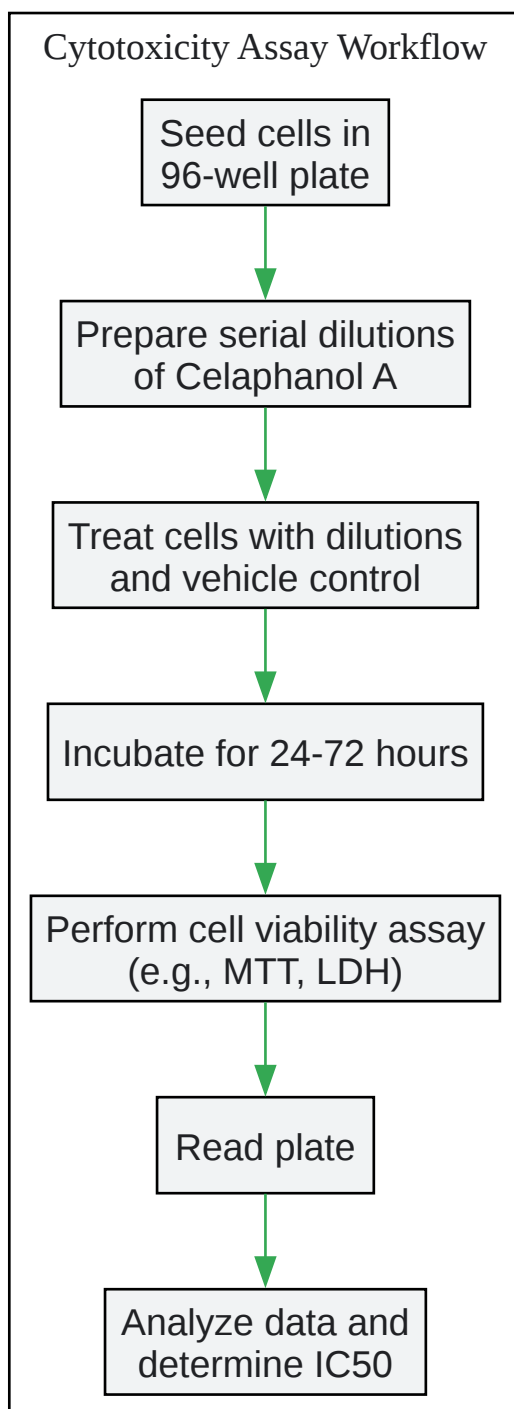 Cytotoxicity Assay Workflow
Seed cells in
96-well plate
Prepare serial dilutions
of Celaphanol A
Treat cells with dilutions
and vehicle control
Incubate for 24-72 hours
Perform cell viability assay
(e.g., MTT, LDH)
Read plate
Analyze data and
determine IC50